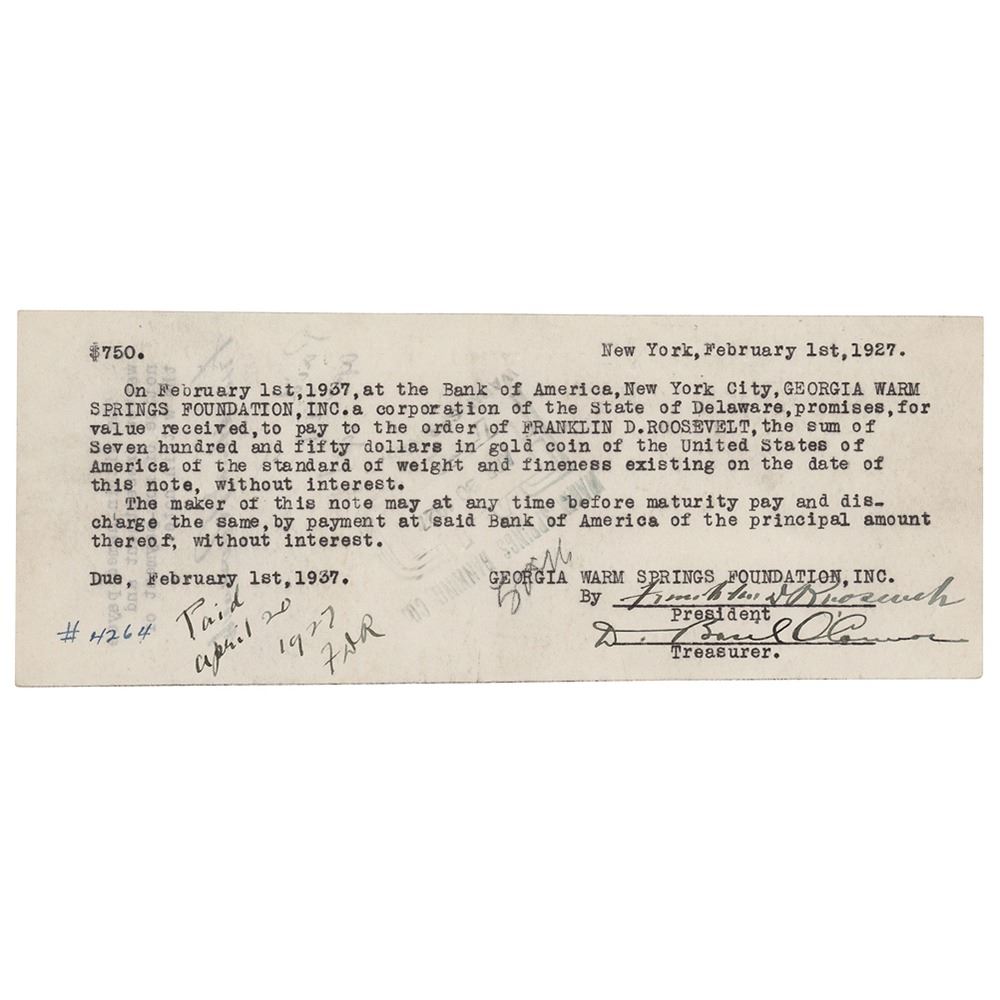 $750. New York,February 1st,1927.
On February 1st,1937,at the Bank of America,New York City,GEORGIA WARM
SPRINGS FOUNDATION,INC.a corporation of the State of Delaware,promises,for
value received,to pay to the order of FRANKLIN D.ROOSEVELT,the sum of
Seven hundred and fifty dollars in gold coin of the United States of
America of the standard of weight and fineness existing on the date of
this note, without interest.
The maker of this note may at any time before maturity pay and dis-
charge the same,by payment at said Bank of America of the principal amount
thereof, without interest.
Due, February 1st,1937. GEORGIA WARM SPRINGS FOUNDATION,INC.
By Franklin D Roosevelt
President
D. Basil O'Connor
Treasurer.
# 4264
Paid
April 20
1927
FDR